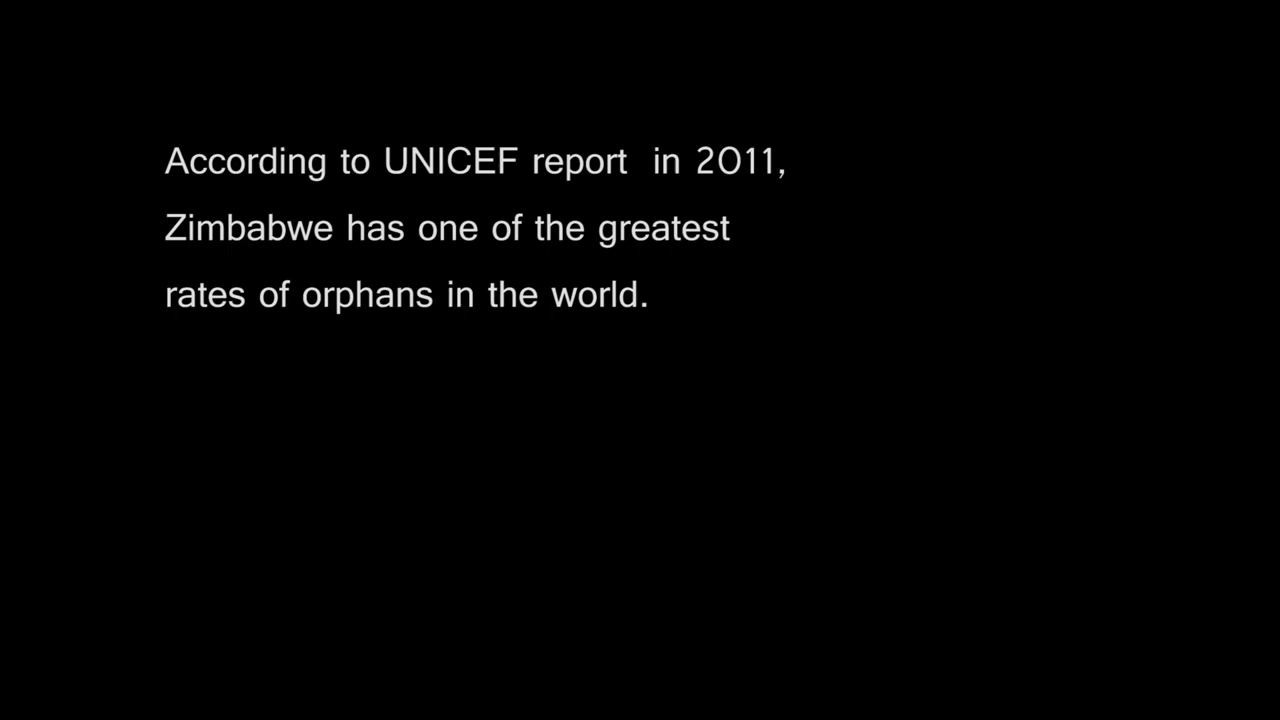 According to UNICEF report  in 2011,
Zimbabwe has one of the greatest
rates of orphans in the world.